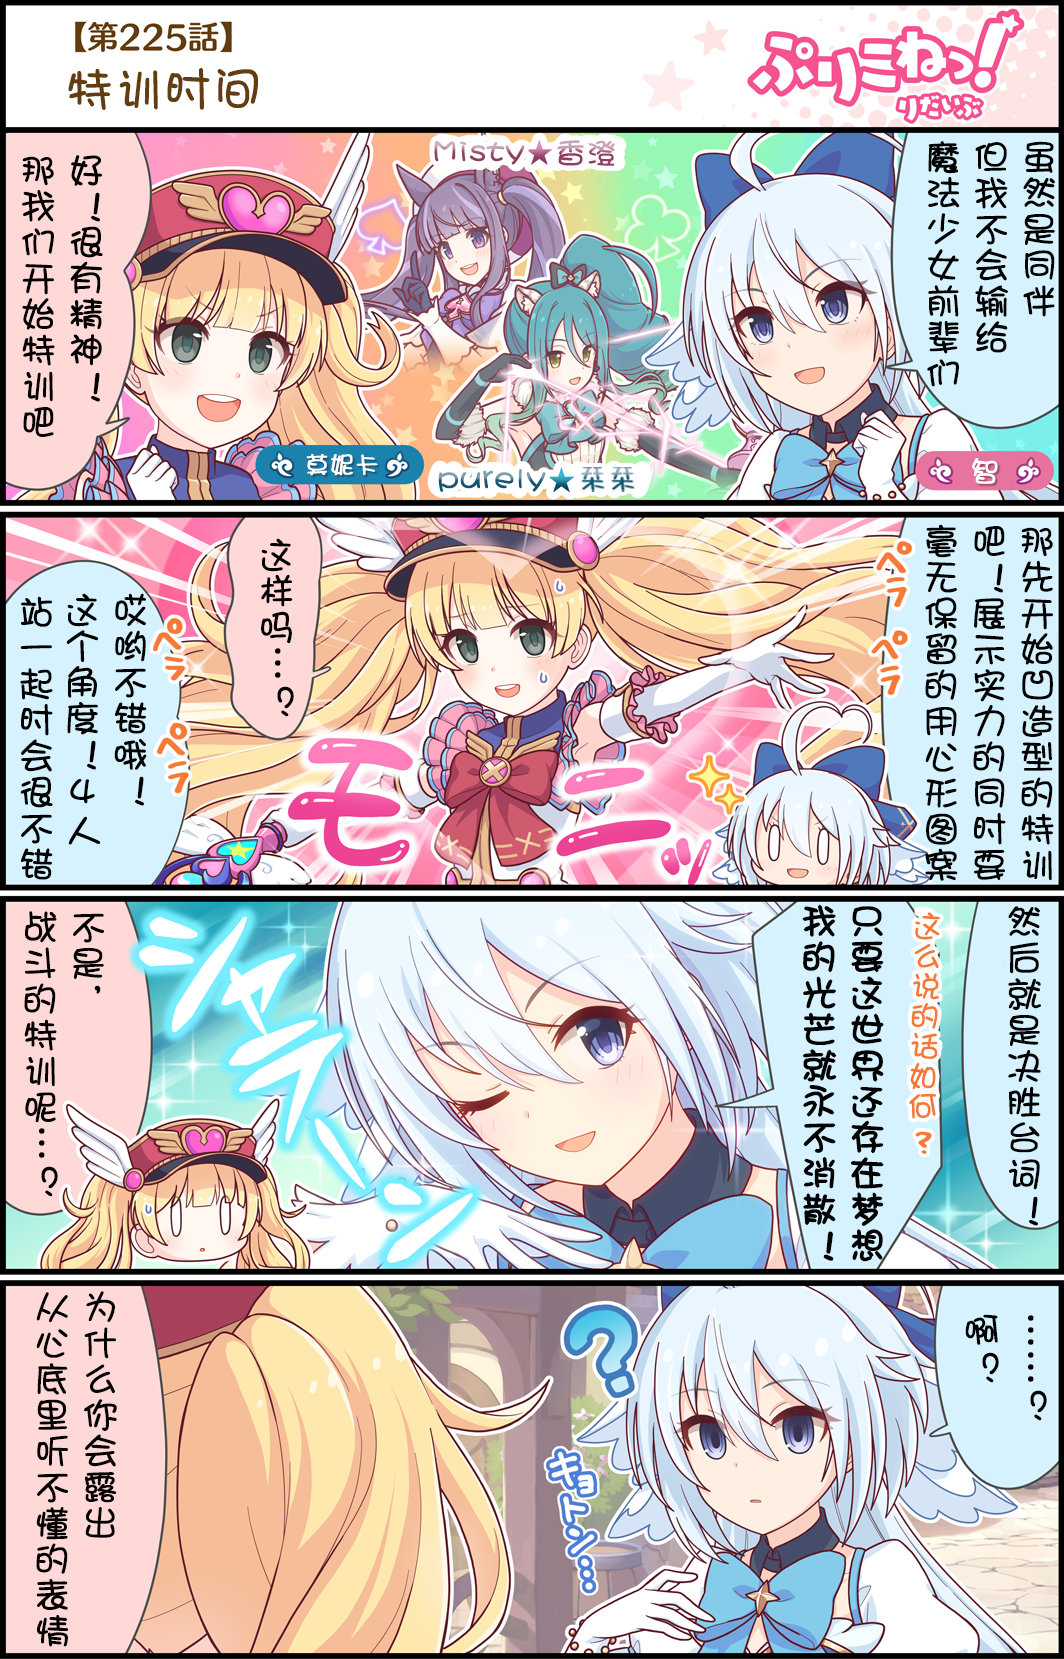 【第225話】
特训时间
ぷりこねっ！
りだいぶ
虽然是同伴
但我不会输给
魔法少女前辈们
Misty★香澄
purely★栞栞
好！很有精神！
那我们开始特训吧
莫妮卡
智
那先开始凹造型的特训
吧！展示实力的同时要
毫无保留的用心形图案
ペラ
ペラ
这样吗……？
モニッ
哎哟不错哦！
这个角度！4人
站一起时会很不错
ペラ
ペラ
然后就是决胜台词！
这么说的话如何？
只要这世界还存在梦想
我的光芒就永不消散！
シャラーン
不是，
战斗的特训呢……？
……？
啊？
？
キョトン…
为什么你会露出
从心底里听不懂的表情